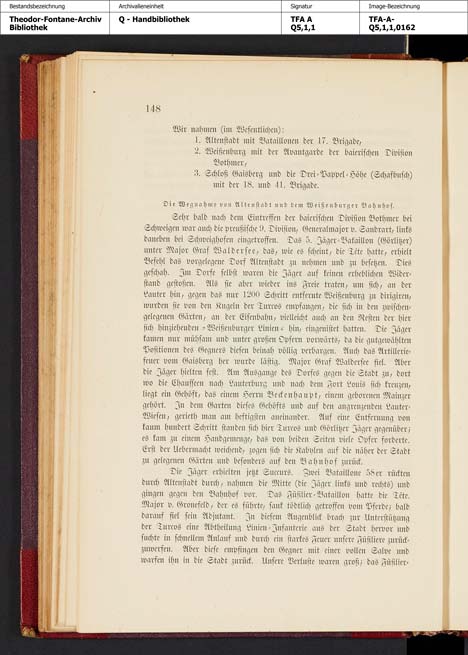 Bestandsbezeichnung Archivalieneinheit Signatur Image-Bezeichnung
Theodor-Fontane-Archiv Q - Handbibliothek TFA A TFA-A-
Bibliothek Q5,1,1 Q5,1,1,0162
148
Wir nahmen (im Wesentlichen):
1. Altenstadt mit Bataillonen der 17. Brigade,
2. Weißenburg mit der Avantgarde der baierischen Division
Bothmer,
3. Schloß Gaisberg und die Drei-Pappel-Höhe (Schafbusch)
mit der 18. und 41. Brigade.
Die Wegnahme von Altenstadt und dem Weißenburger Bahnhof.
Sehr bald nach dem Eintreffen der baierischen Division Bothmer bei
Schweigen war auch die preußische 9. Division, Generalmajor v. Sandrart, links
daneben bei Schweighofen eingetroffen. Das 5. Jäger-Bataillon (Görlitzer)
unter Major Graf Waldersee, das, wie es scheint, die Tête hatte, erhielt
Befehl das vorgelegene Dorf Altenstadt zu nehmen und zu besetzen. Dies
geschah. Im Dorfe selbst waren die Jäger auf keinen erheblichen Wider-
stand gestoßen. Als sie aber wieder ins Freie traten, um sich, an der
Lauter hin, gegen das nur 1200 Schritt entfernte Weißenburg zu dirigiren,
wurden sie von den Kugeln der Turcos empfangen, die sich in den zwischen-
gelegenen Gärten, an der Eisenbahn, vielleicht auch an den Resten der hier
sich hinziehenden »Weißenburger Linien« hin, eingenistet hatten. Die Jäger
kamen nur mühsam und unter großen Opfern vorwärts, da die gutgewählten
Positionen des Gegners diesen beinah völlig verbargen. Auch das Artillerie-
feuer vom Gaisberg her wurde lästig. Major Graf Waldersee fiel. Aber
die Jäger hielten fest. Am Ausgange des Dorfes gegen die Stadt zu, dort
wo die Chausseen nach Lauterburg und nach dem Fort Louis sich kreuzen,
liegt ein Gehöft, das einem Herrn Beckenhaupt, einem geborenen Mainzer
gehört. In dem Garten dieses Gehöfts und auf den angrenzenden Lauter-
Wiesen, gerieth man am heftigsten aneinander. Auf eine Entfernung von
kaum hundert Schritt standen sich hier Turcos und Görlitzer Jäger gegenüber;
es kam zu einem Handgemenge, das von beiden Seiten viele Opfer forderte.
Erst der Uebermacht weichend, zogen sich die Kabylen auf die näher der Stadt
zu gelegenen Gärten und besonders auf den Bahnhof zurück.
Die Jäger erhielten jetzt Succurs. Zwei Bataillone 58er rückten
durch Altenstadt durch, nahmen die Mitte (die Jäger links und rechts) und
gingen gegen den Bahnhof vor. Das Füsilier-Bataillon hatte die Tête.
Major v. Gronefeld, der es führte, sank tödtlich getroffen vom Pferde; bald
darauf fiel sein Adjutant. In diesem Augenblick brach zur Unterstützung
der Turcos eine Abtheilung Linien-Infanterie aus der Stadt hervor und
suchte in schnellem Anlauf und durch ein starkes Feuer unsere Füsiliere zurück-
zuwerfen. Aber diese empfingen den Gegner mit einer vollen Salve und
warfen ihn in die Stadt zurück. Unsere Verluste waren groß; das Füsilier-